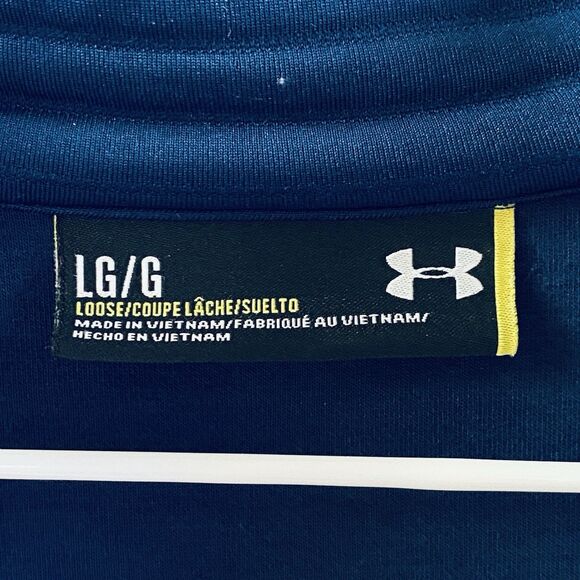 LG/G
LOOSE/COUPE LÂCHE/SUELTO
MADE IN VIETNAM/FABRIQUÉ AU VIETNAM/
HECHO EN VIETNAM